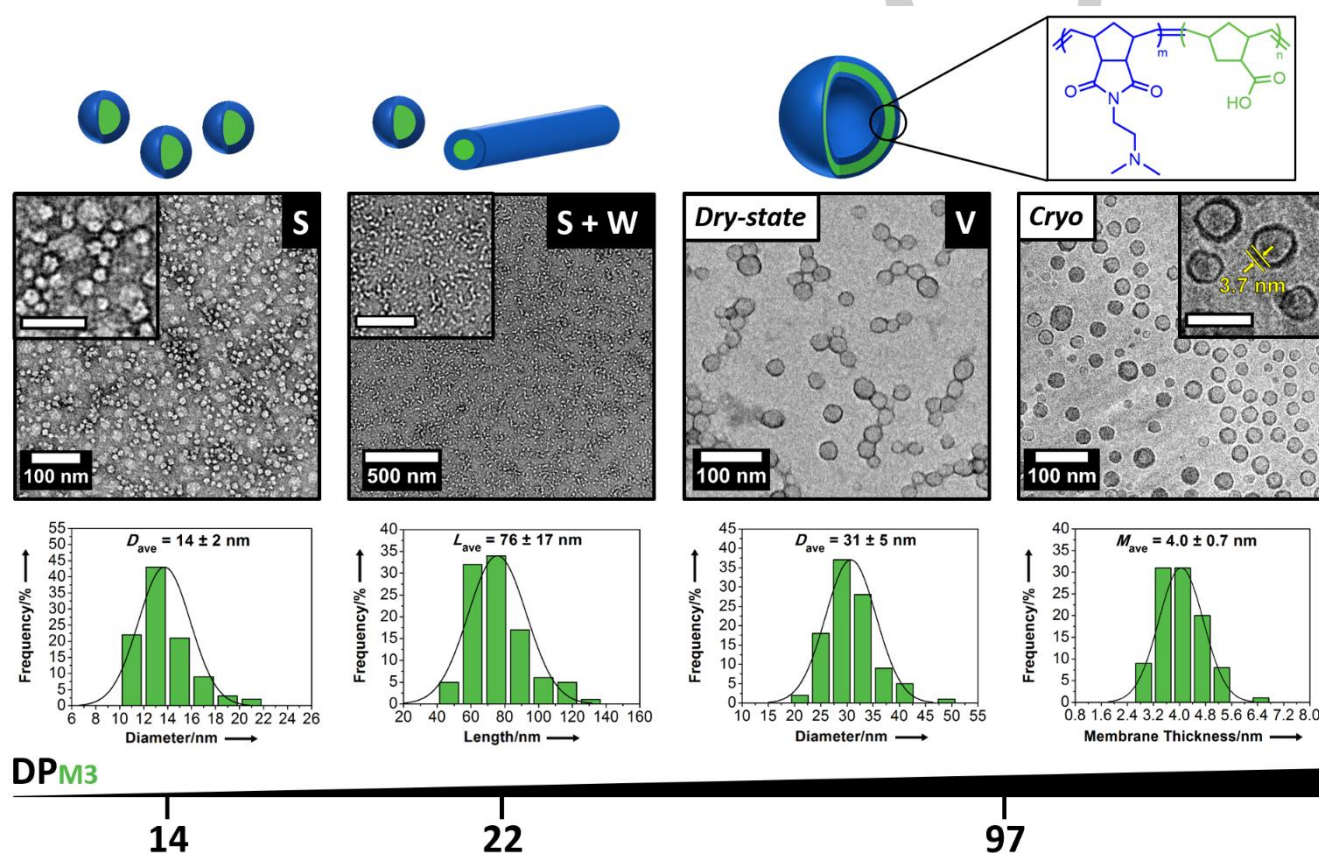 m
n
O
N
O
O
HO
N
S
S + W
Dry-state
V
Cryo
3.7 nm
100 nm
500 nm
100 nm
100 nm
Dave = 14 ± 2 nm
Frequency/%
55
50
45
40
35
30
25
20
15
10
5
0
6 8 10 12 14 16 18 20 22 24 26
Diameter/nm
Lave = 76 ± 17 nm
Frequency/%
40
35
30
25
20
15
10
5
0
20 40 60 80 100 120 140 160
Length/nm
Dave = 31 ± 5 nm
Frequency/%
45
40
35
30
25
20
15
10
5
0
10 15 20 25 30 35 40 45 50 55
Diameter/nm
Mave = 4.0 ± 0.7 nm
Frequency/%
40
35
30
25
20
15
10
5
0
0.8 1.6 2.4 3.2 4.0 4.8 5.6 6.4 7.2 8.0
Membrane Thickness/nm
DPM3
14 22 97